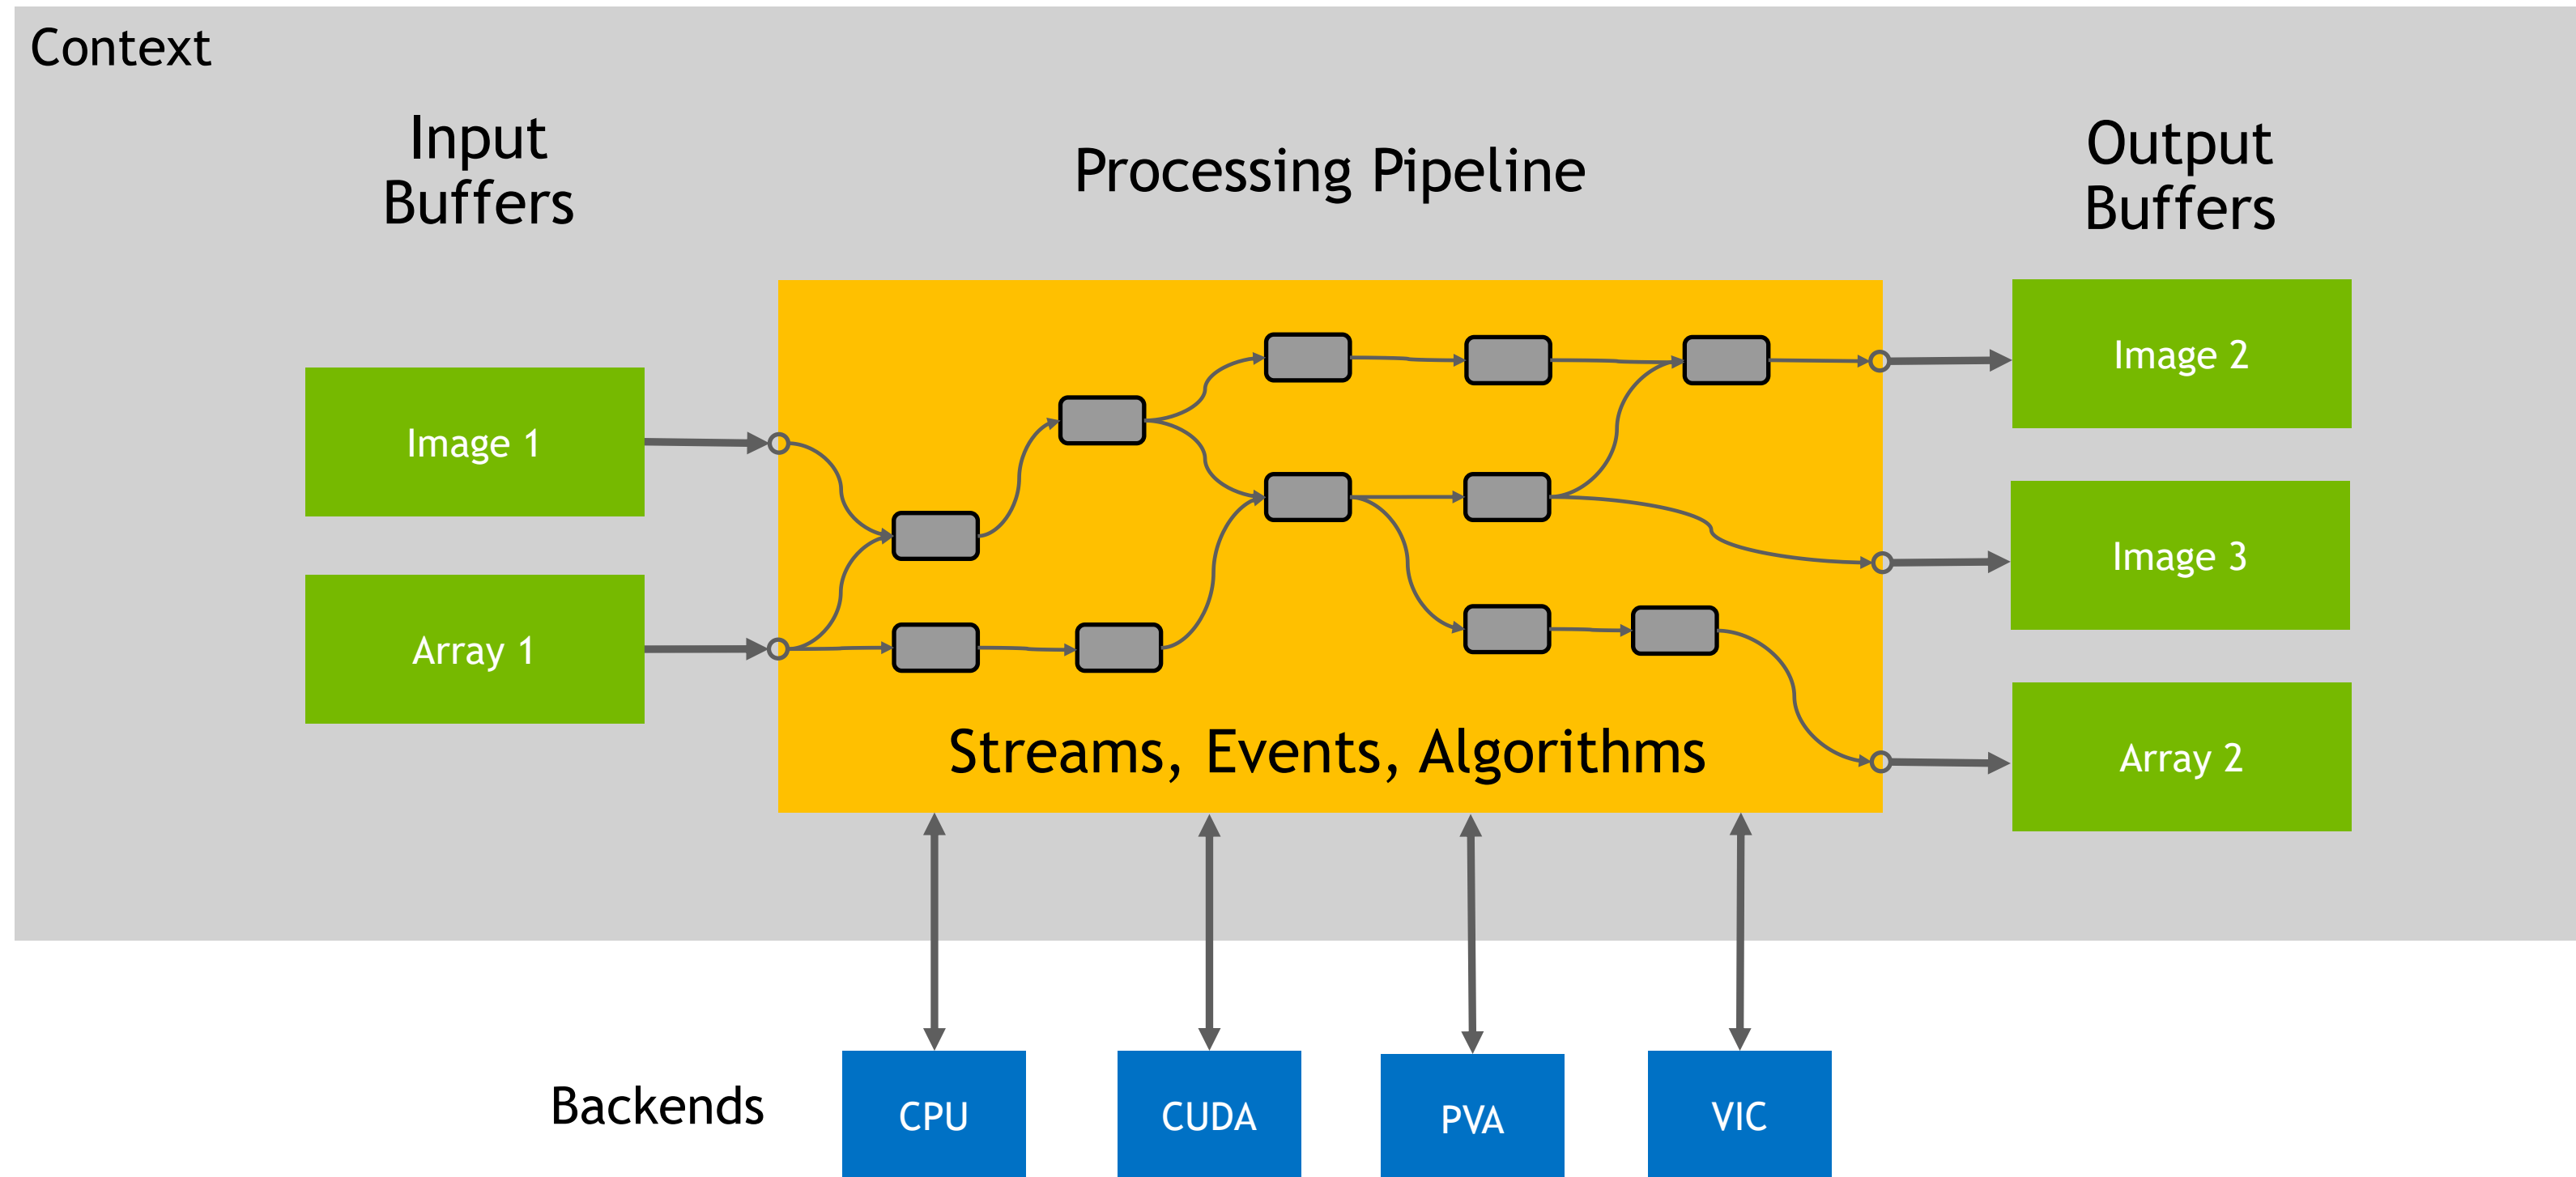 Context
Input
Buffers
Processing Pipeline
Output
Buffers
Image 1
Array 1
Image 2
Image 3
Array 2
Streams, Events, Algorithms
Backends
CPU
CUDA
PVA
VIC